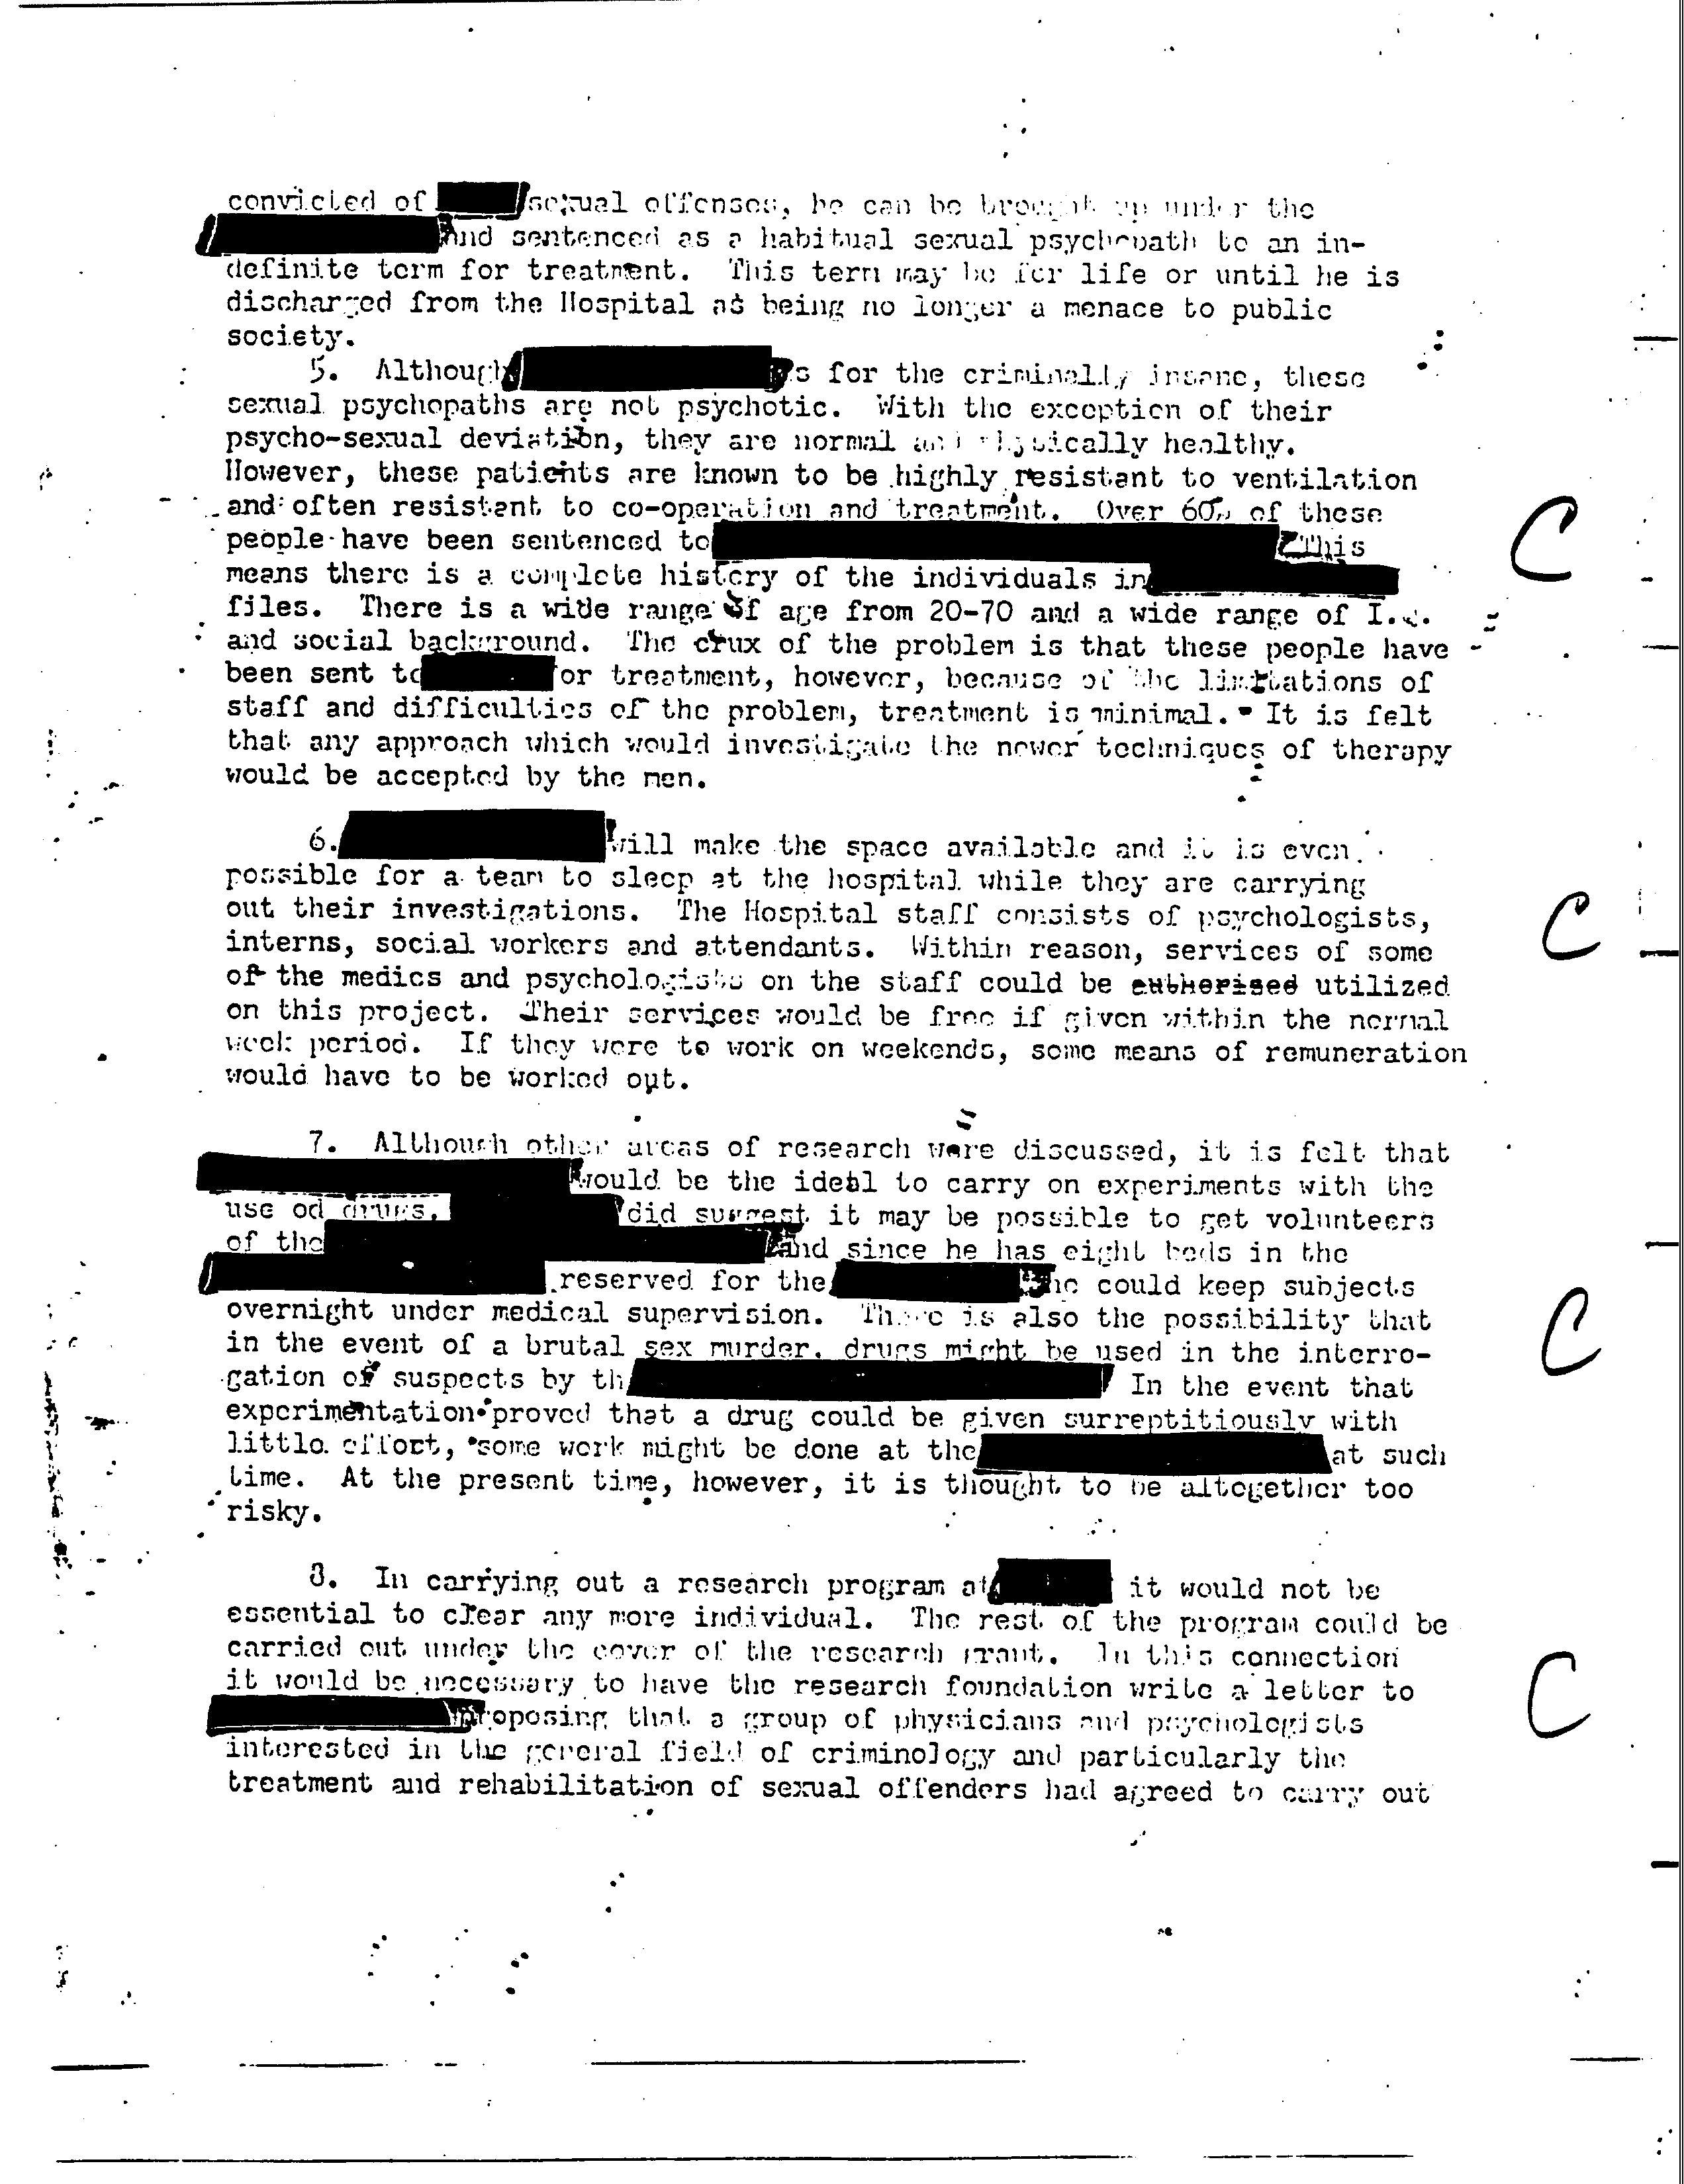 convicted of sexual offenses, he can be brought up under the
and sentenced as a habitual sexual psychopath to an in-
definite term for treatment. This term may be for life or until he is
discharged from the Hospital as being no longer a menace to public
society.
5. Although is for the criminally insane, these
sexual psychopaths are not psychotic. With the exception of their
psycho-sexual deviation, they are normal and physically healthy.
However, these patients are known to be highly resistant to ventilation
and often resistant to co-operation and treatment. Over 60% of these
people have been sentenced to This
means there is a complete history of the individuals in
files. There is a wide range of age from 20-70 and a wide range of I.Q.
and social background. The crux of the problem is that these people have
been sent to for treatment, however, because of the limitations of
staff and difficulties of the problem, treatment is minimal. It is felt
that any approach which would investigate the newer techniques of therapy
would be accepted by the men.
6. will make the space available and it is even
possible for a team to sleep at the hospital while they are carrying
out their investigations. The Hospital staff consists of psychologists,
interns, social workers and attendants. Within reason, services of some
of the medics and psychologists on the staff could be authorised utilized
on this project. Their services would be free if given within the normal
week period. If they were to work on weekends, some means of remuneration
would have to be worked out.
7. Although other areas of research were discussed, it is felt that
would be the ideal to carry on experiments with the
use od drugs. did suggest it may be possible to get volunteers
of the and since he has eight beds in the
reserved for the he could keep subjects
overnight under medical supervision. There is also the possibility that
in the event of a brutal sex murder, drugs might be used in the interro-
gation of suspects by th In the event that
experimentation proved that a drug could be given surreptitiously with
little effort, some work might be done at the at such
time. At the present time, however, it is thought to be altogether too
risky.
8. In carrying out a research program at it would not be
essential to clear any more individual. The rest of the program could be
carried out under the cover of the research grant. In this connection
it would be necessary to have the research foundation write a letter to
proposing that a group of physicians and psychologists
interested in the general field of criminology and particularly the
treatment and rehabilitation of sexual offenders had agreed to carry out
C
C
C
C